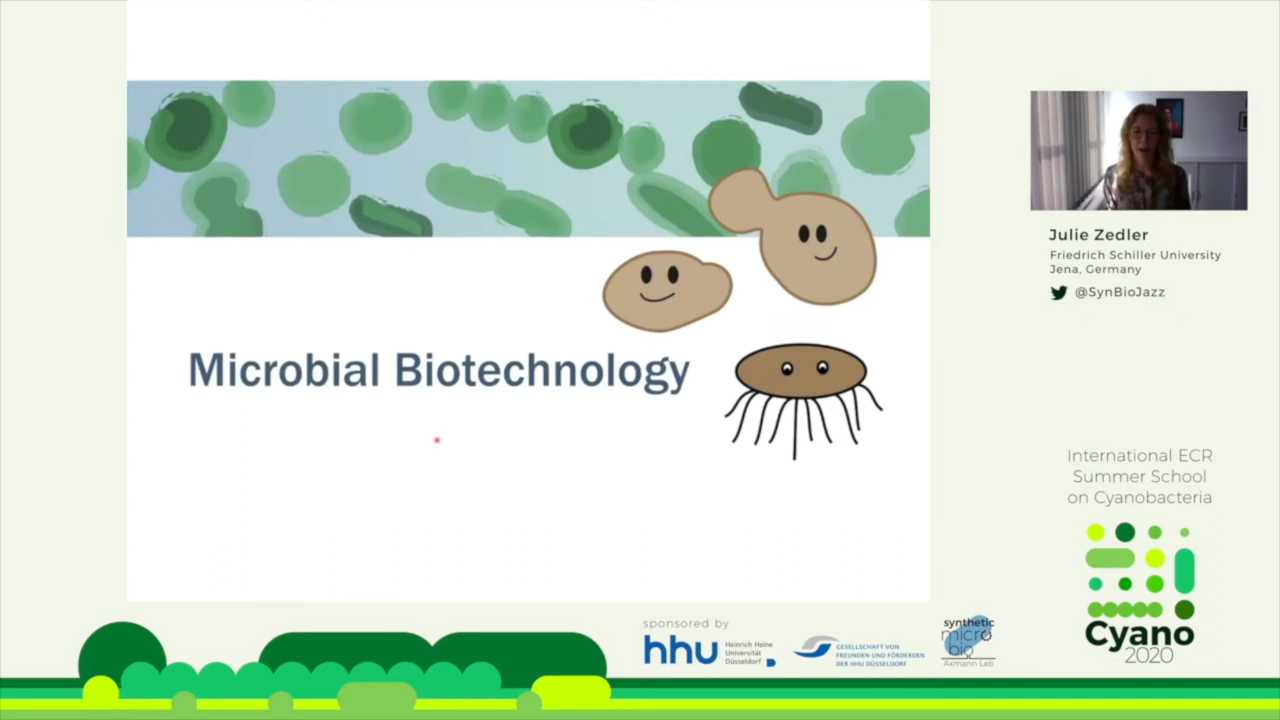 Microbial Biotechnology
Julie Zedler
Friedrich Schiller University
Jena, Germany
@SynBioJazz
International ECR
Summer School
on Cyanobacteria
Cyano
2020
sponsored by
hhu
Heinrich Heine
Universität
Düsseldorf
GESELLSCHAFT VON
FREUNDEN UND FÖRDERERN
DER HHU DÜSSELDORF
synthetic
micro
bio
Axmann Lab